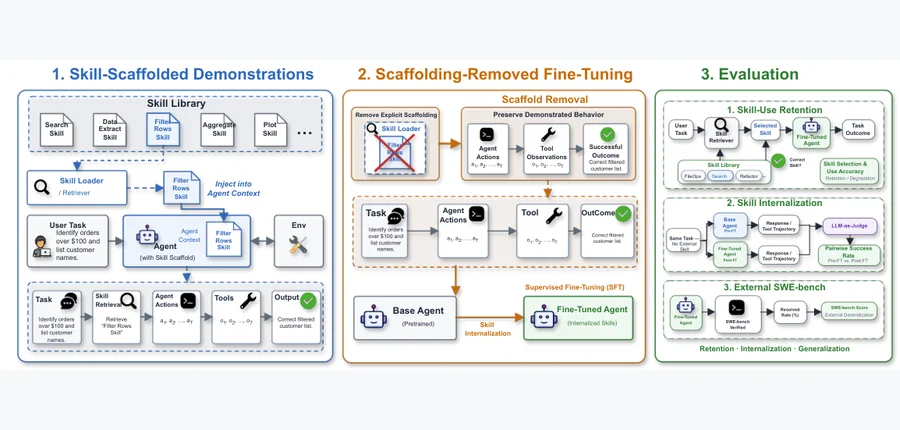 1. Skill-Scaffolded Demonstrations
Skill Library
Search
Skill
Data
Extract
Skill
Filter
Rows
Skill
Aggregate
Skill
Plot
Skill
...
Skill Loader
/ Retriever
Filter
Rows
Skill
Inject into
Agent Context
User Task
Identify orders
over $100 and
list customer
names.
Agent
Agent
Context
(with Skill Scaffold)
Filter
Rows
Skill
Env
Task
Identify orders
over $100 and
list customer
names.
Skill
Retrieval
Retrieve
"Filter Rows
Skill"
Agent
Actions
a₁, a₂, ..., a_T
Tools
o₁, o₂, ..., o_T
Output
Correct filtered
customer list.
2. Scaffolding-Removed Fine-Tuning
Scaffold Removal
Remove Explicit Scaffolding
Skill Loader
Filter
Rows
Skill
Preserve Demonstrated Behavior
Agent
Actions
a₁, a₂, ..., a_T
Tool
Observations
o₁, o₂, ..., o_T
Successful
Outcome
Correct filtered
customer list.
Task
Identify orders
over $100 and
list customer
names.
Agent
Actions
a₁, a₂, ..., a_T
Tool
o₁, o₂, ..., o_T
OutCome
Correct filtered
customer list.
Supervised Fine-Tuning (SFT)
Base Agent
(Pretrained)
Skill
Internalization
Fine-Tuned Agent
(Internalized Skills)
3. Evaluation
1. Skill-Use Retention
User
Task
Skill
Retriever
Selected
Skill
Fine-Tuned
Agent
Task
Outcome
Skill Library
FileOps
Search
Refactor
Correct
Skill?
Skill Selection &
Use Accuracy
Retention / Degradation
2. Skill Internalization
Same Task
No External
Skill
Base
Agent
Pre-FT
Response /
Tool Trajectory
Fine-Tuned
Agent
Post-FT
Response /
Tool Trajectory
LLM-as-Judge
Pairwise Success
Rate
Pre-FT vs. Post-FT
3. External SWE-bench
Fine-Tuned
Agent
SWE-bench
Verified
Resolved
Rate (%)
SWE-bench Score
External Generalization
Retention · Internalization · Generalization